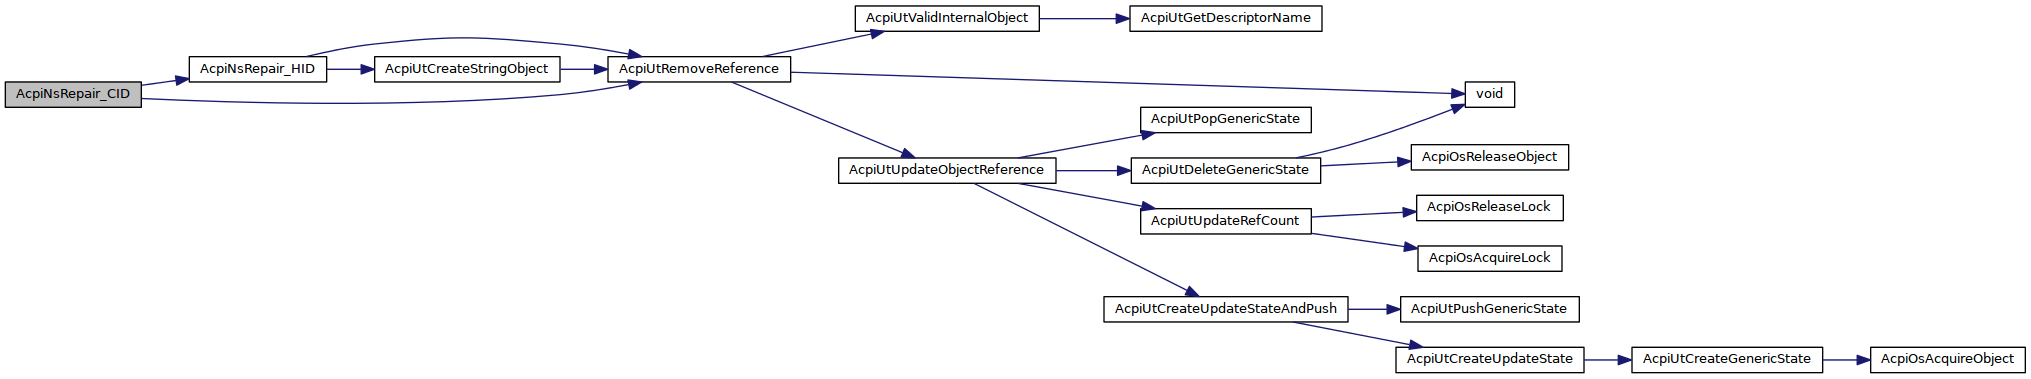 AcpiUtValidInternalObject
AcpiUtGetDescriptorName
AcpiNsRepair_HID
AcpiUtCreateStringObject
AcpiUtRemoveReference
AcpiNsRepair_CID
void
AcpiUtPopGenericState
AcpiOsReleaseObject
AcpiUtUpdateObjectReference
AcpiUtDeleteGenericState
AcpiOsReleaseLock
AcpiUtUpdateRefCount
AcpiOsAcquireLock
AcpiUtCreateUpdateStateAndPush
AcpiUtPushGenericState
AcpiUtCreateUpdateState
AcpiUtCreateGenericState
AcpiOsAcquireObject